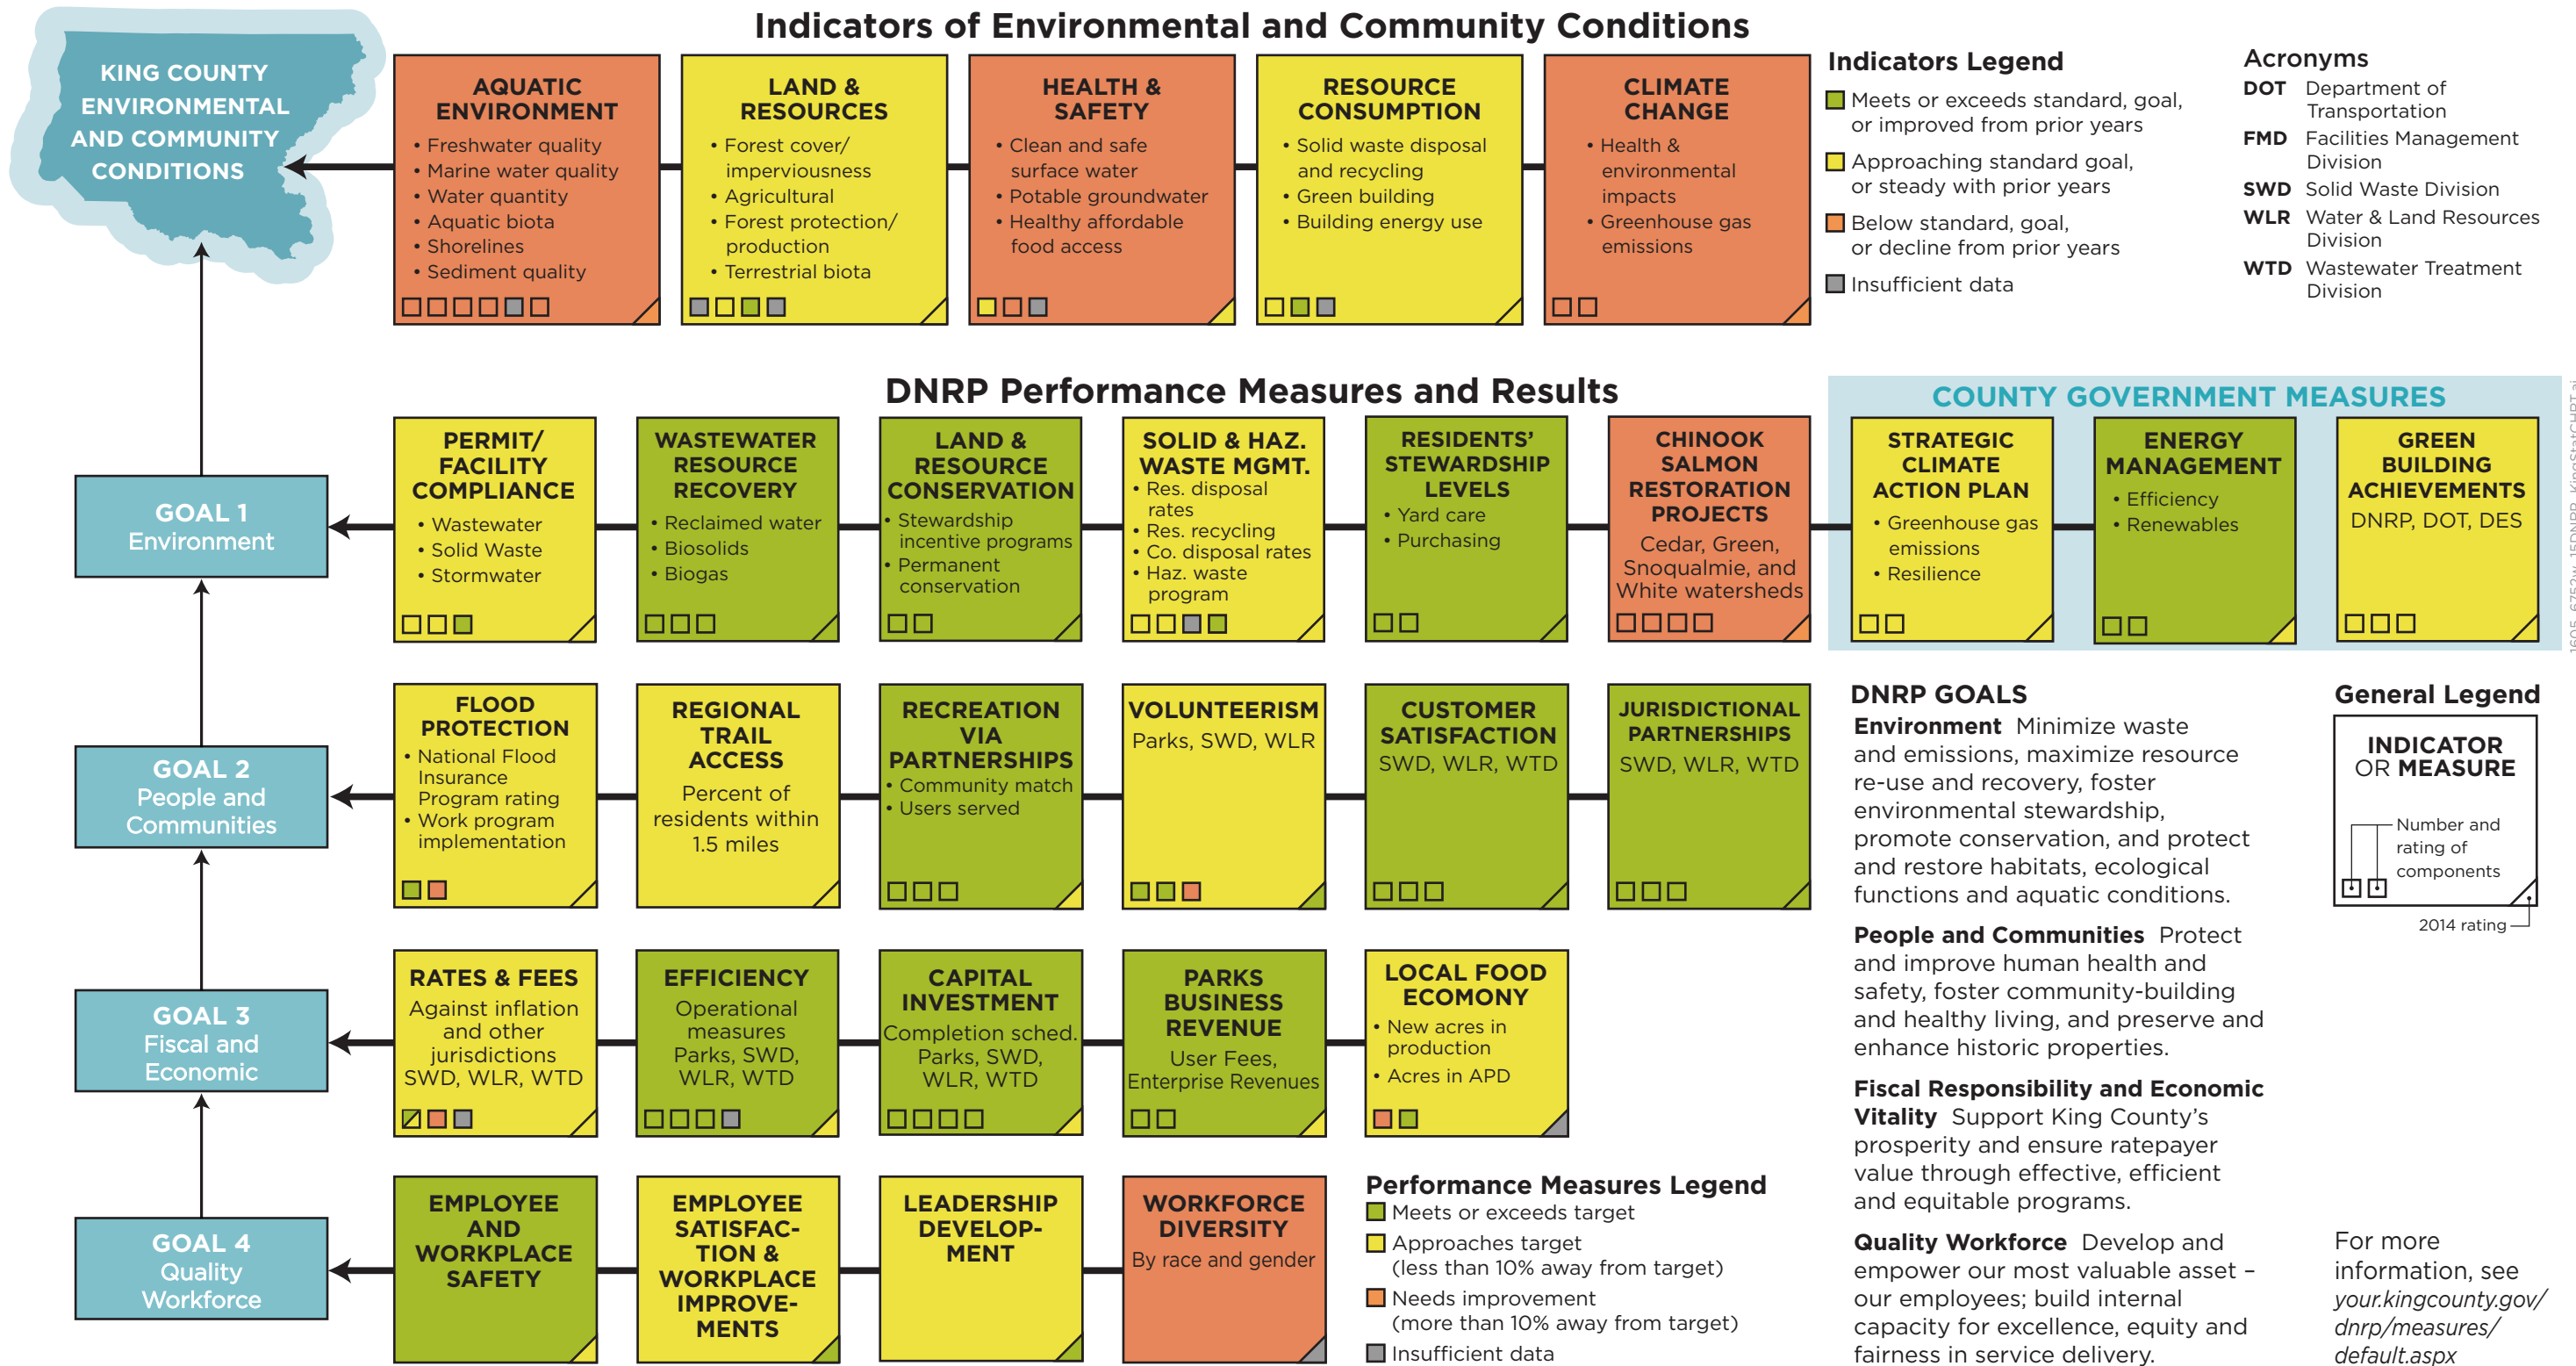 Indicators of Environmental and Community Conditions
KING COUNTY
ENVIRONMENTAL
AND COMMUNITY
CONDITIONS
AQUATIC
ENVIRONMENT
• Freshwater quality
• Marine water quality
• Water quantity
• Aquatic biota
• Shorelines
• Sediment quality
LAND &
RESOURCES
• Forest cover/
imperviousness
• Agricultural
• Forest protection/
production
• Terrestrial biota
HEALTH &
SAFETY
• Clean and safe
surface water
• Potable groundwater
• Healthy affordable
food access
RESOURCE
CONSUMPTION
• Solid waste disposal
and recycling
• Green building
• Building energy use
CLIMATE
CHANGE
• Health &
environmental
impacts
• Greenhouse gas
emissions
Indicators Legend
Meets or exceeds standard, goal,
or improved from prior years
Approaching standard goal,
or steady with prior years
Below standard, goal,
or decline from prior years
Insufficient data
Acronyms
DOT Department of
Transportation
FMD Facilities Management
Division
SWD Solid Waste Division
WLR Water & Land Resources
Division
WTD Wastewater Treatment
Division
DNRP Performance Measures and Results
COUNTY GOVERNMENT MEASURES
GOAL 1
Environment
PERMIT/
FACILITY
COMPLIANCE
• Wastewater
• Solid Waste
• Stormwater
WASTEWATER
RESOURCE
RECOVERY
• Reclaimed water
• Biosolids
• Biogas
LAND &
RESOURCE
CONSERVATION
• Stewardship
incentive programs
• Permanent
conservation
SOLID & HAZ.
WASTE MGMT.
• Res. disposal
rates
• Res. recycling
• Co. disposal rates
• Haz. waste
program
RESIDENTS’
STEWARDSHIP
LEVELS
• Yard care
• Purchasing
CHINOOK
SALMON
RESTORATION
PROJECTS
Cedar, Green,
Snoqualmie, and
White watersheds
STRATEGIC
CLIMATE
ACTION PLAN
• Greenhouse gas
emissions
• Resilience
ENERGY
MANAGEMENT
• Efficiency
• Renewables
GREEN
BUILDING
ACHIEVEMENTS
DNRP, DOT, DES
GOAL 2
People and
Communities
FLOOD
PROTECTION
• National Flood
Insurance
Program rating
• Work program
implementation
REGIONAL
TRAIL
ACCESS
Percent of
residents within
1.5 miles
RECREATION
VIA
PARTNERSHIPS
• Community match
• Users served
VOLUNTEERISM
Parks, SWD, WLR
CUSTOMER
SATISFACTION
SWD, WLR, WTD
JURISDICTIONAL
PARTNERSHIPS
SWD, WLR, WTD
GOAL 3
Fiscal and
Economic
RATES & FEES
Against inflation
and other
jurisdictions
SWD, WLR, WTD
EFFICIENCY
Operational
measures
Parks, SWD,
WLR, WTD
CAPITAL
INVESTMENT
Completion sched.
Parks, SWD,
WLR, WTD
PARKS
BUSINESS
REVENUE
User Fees,
Enterprise Revenues
LOCAL FOOD
ECOMONY
• New acres in
production
• Acres in APD
GOAL 4
Quality
Workforce
EMPLOYEE
AND
WORKPLACE
SAFETY
EMPLOYEE
SATISFAC-
TION &
WORKPLACE
IMPROVE-
MENTS
LEADERSHIP
DEVELOP-
MENT
WORKFORCE
DIVERSITY
By race and gender
Performance Measures Legend
Meets or exceeds target
Approaches target
(less than 10% away from target)
Needs improvement
(more than 10% away from target)
Insufficient data
DNRP GOALS
Environment Minimize waste
and emissions, maximize resource
re-use and recovery, foster
environmental stewardship,
promote conservation, and protect
and restore habitats, ecological
functions and aquatic conditions.
People and Communities Protect
and improve human health and
safety, foster community-building
and healthy living, and preserve and
enhance historic properties.
Fiscal Responsibility and Economic
Vitality Support King County’s
prosperity and ensure ratepayer
value through effective, efficient
and equitable programs.
Quality Workforce Develop and
empower our most valuable asset –
our employees; build internal
capacity for excellence, equity and
fairness in service delivery.
General Legend
INDICATOR
OR MEASURE
Number and
rating of
components
2014 rating
For more
information, see
your.kingcounty.gov/
dnrp/measures/
default.aspx